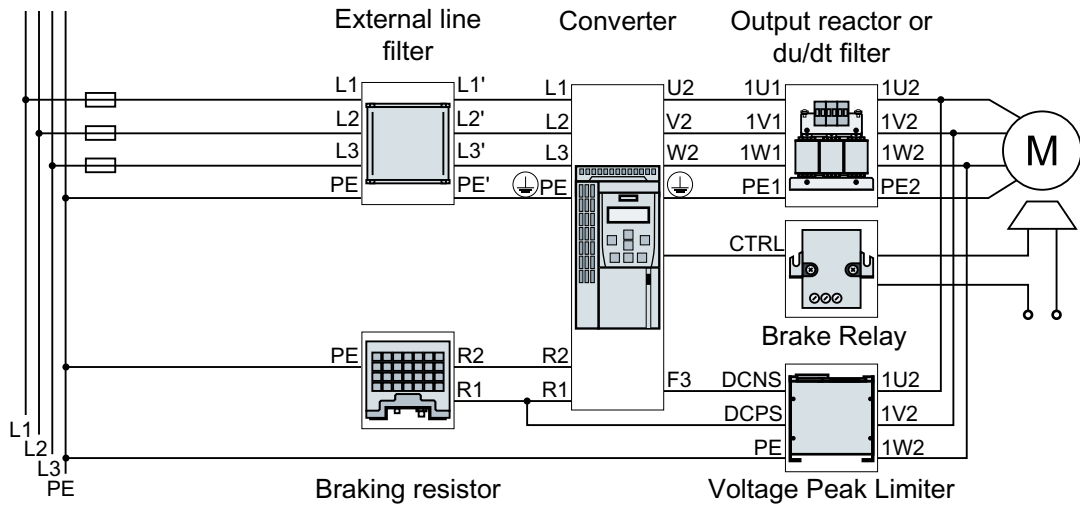 External line
filter
Converter
Output reactor or
du/dt filter
L1 L1' L1 U2 1U1 1U2
L2 L2' L2 V2 1V1 1V2
L3 L3' L3 W2 1W1 1W2
M
PE PE' PE PE1 PE2
CTRL
Brake Relay
PE R2 R2
R1 R1
F3 DCNS 1U2
DCPS 1V2
PE 1W2
L1
L2
L3
PE
Braking resistor
Voltage Peak Limiter